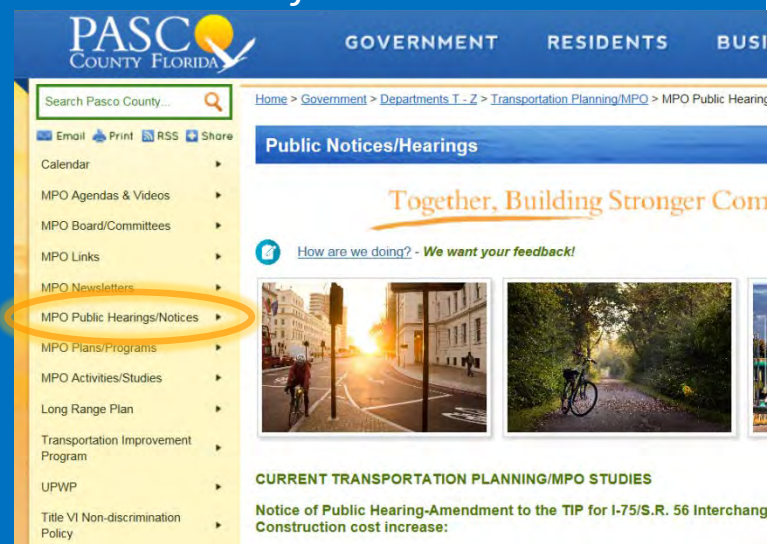 PASCO
COUNTY FLORIDA
GOVERNMENT RESIDENTS
Search Pasco County...
Email Print RSS Share
Calendar
MPO Agendas & Videos
MPO Board/Committees
MPO Links
MPO Newsletters
MPO Public Hearings/Notices
MPO Plans/Programs
MPO Activities/Studies
Long Range Plan
Transportation Improvement
Program
UPWP
Title VI Non-discrimination
Policy
Home > Government > Departments T - Z > Transportation Planning/MPO > MPO Public Hearing
Public Notices/Hearings
Together, Building Stronger Com
How are we doing? - We want your feedback!
CURRENT TRANSPORTATION PLANNING/MPO STUDIES
Notice of Public Hearing-Amendment to the TIP for I-75/S.R. 56 Interchang
Construction cost increase: